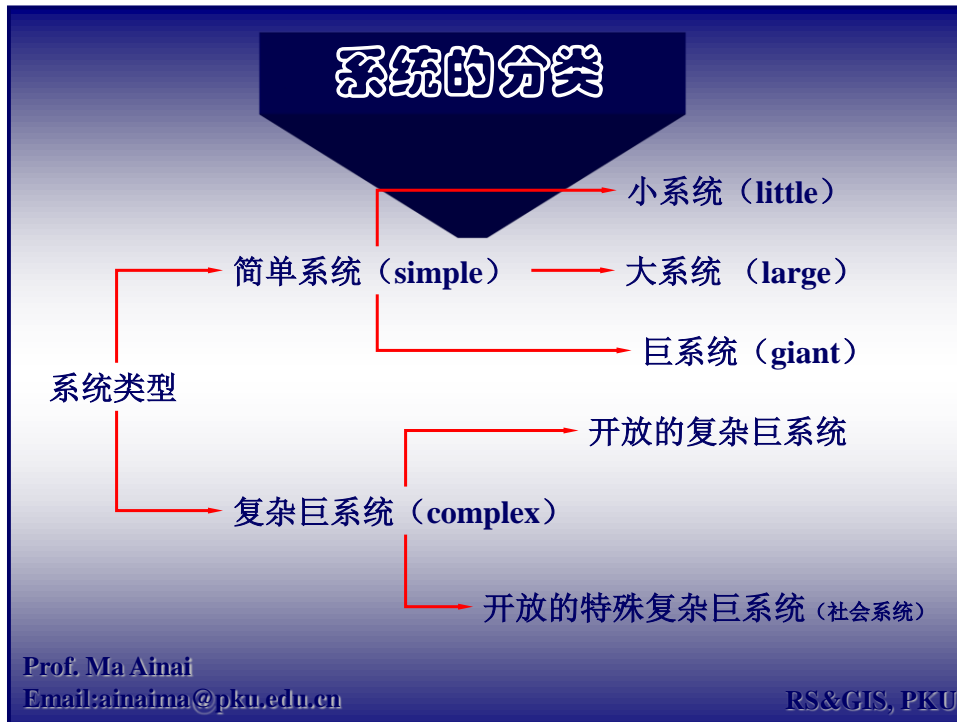 系统的分类
小系统（little）
简单系统（simple）
大系统 （large）
巨系统（giant）
系统类型
开放的复杂巨系统
复杂巨系统（complex）
开放的特殊复杂巨系统（社会系统）
Prof. Ma Ainai
Email:ainaima@pku.edu.cn
RS&GIS, PKU